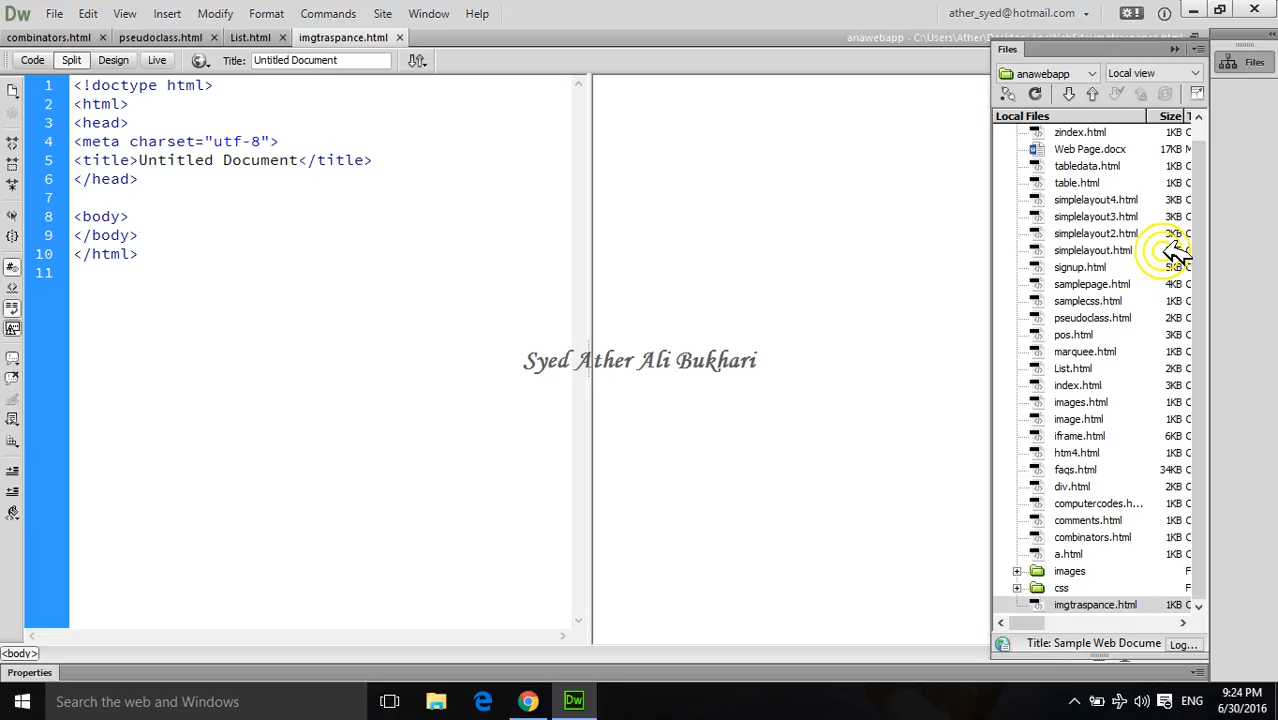 Dw File Edit View Insert Modify Format Commands Site Window Help ather_syed@hotmail.com
combinators.html pseudoclass.html List.html imgtraspance.html
Code Split Design Live Title: Untitled Document
1 <!doctype html>
2 <html>
3 <head>
4 <meta charset="utf-8">
5 <title>Untitled Document</title>
6 </head>
7
8 <body>
9 </body>
10 </html>
11
Syed Ather Ali Bukhari
Files
anawebapp Local view
Local Files Size
zindex.html 1KB
Web Page.docx 17KB
tabledata.html 1KB
table.html 1KB
simplelayout4.html 3KB
simplelayout3.html 3KB
simplelayout2.html 3KB
simplelayout.html
signup.html 5KB
samplepage.html 4KB
samplecss.html 1KB
pseudoclass.html 2KB
pos.html 3KB
marquee.html 1KB
List.html 2KB
index.html 3KB
images.html 1KB
image.html 1KB
iframe.html 6KB
htm4.html 1KB
faqs.html 34KB
div.html 2KB
computercodes.h... 1KB
comments.html 1KB
combinators.html 1KB
a.html 1KB
images
css
imgtraspance.html 1KB
Title: Sample Web Docume Log...
Files
<body>
Properties
Search the web and Windows
Dw
ENG
9:24 PM
6/30/2016